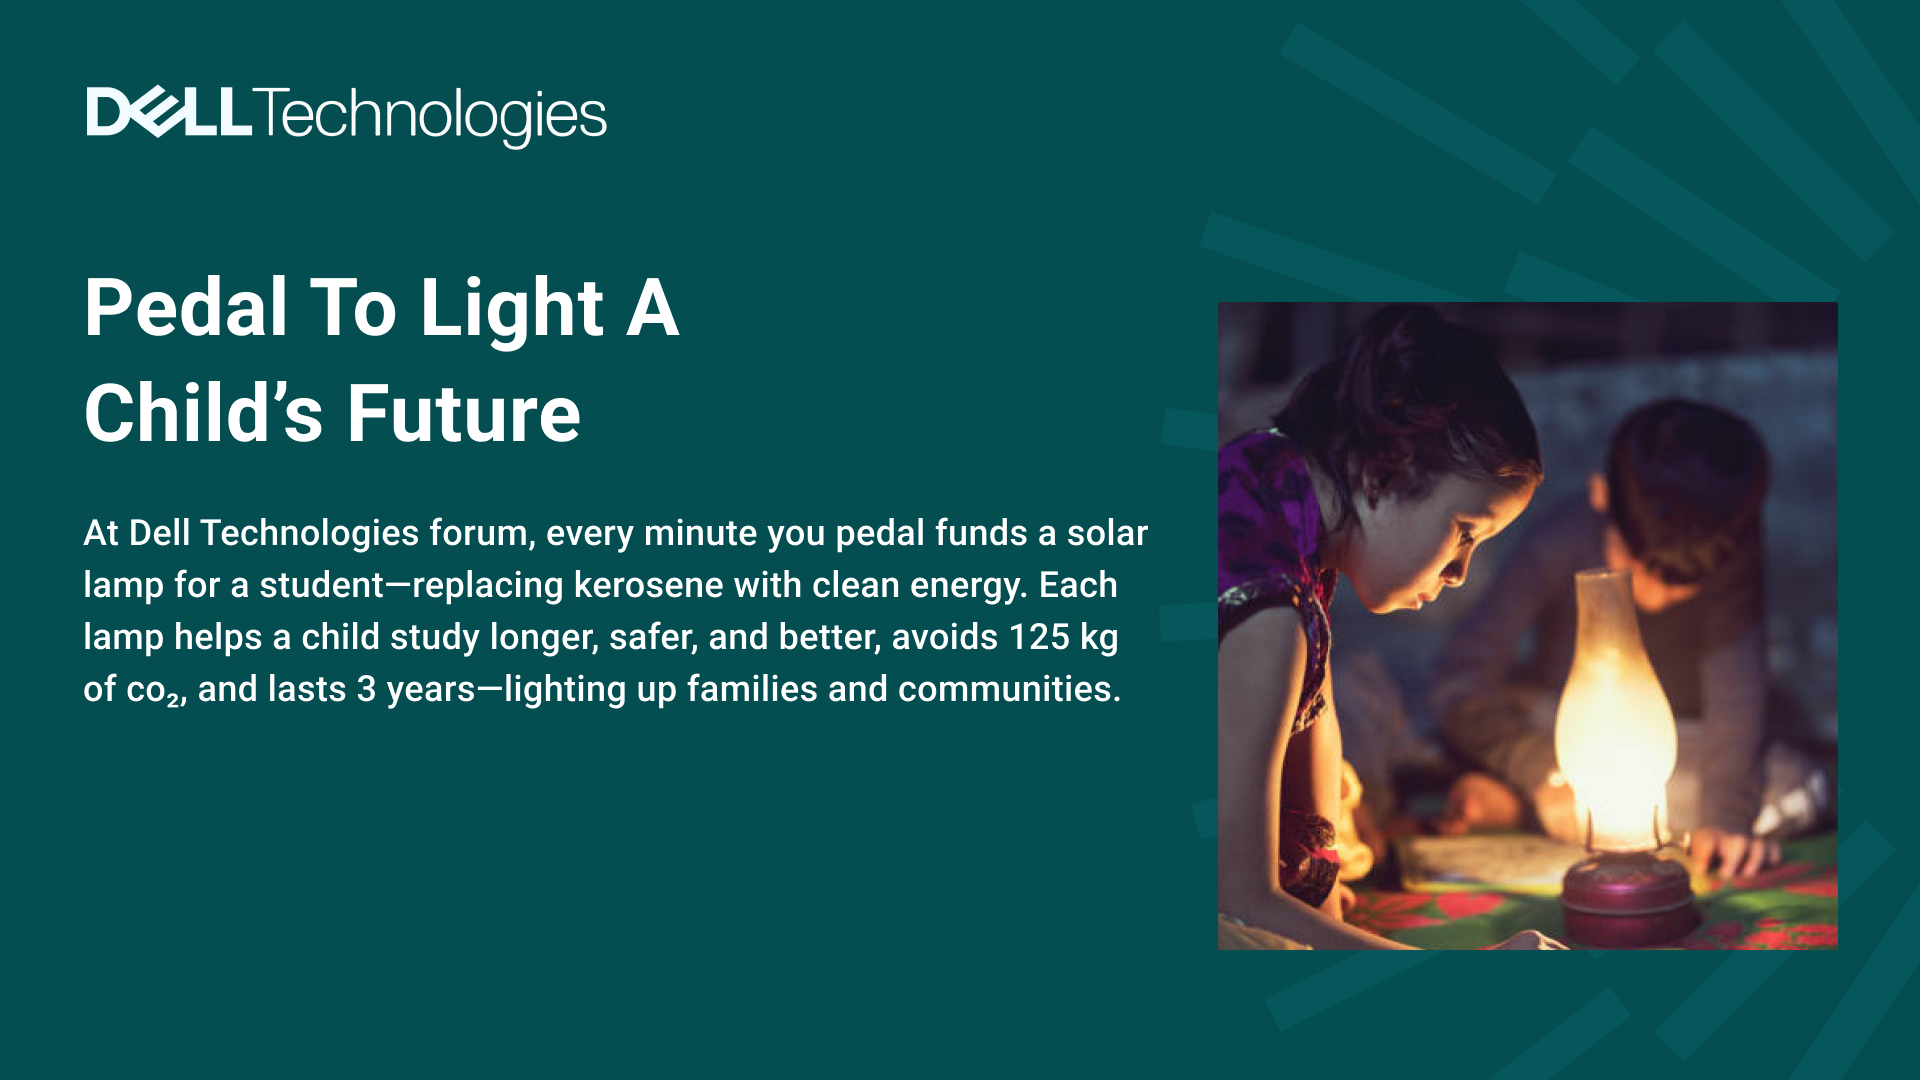 DELL Technologies
Pedal To Light A
Child’s Future
At Dell Technologies forum, every minute you pedal funds a solar
lamp for a student—replacing kerosene with clean energy. Each
lamp helps a child study longer, safer, and better, avoids 125 kg
of co₂, and lasts 3 years—lighting up families and communities.